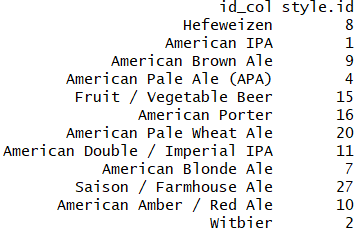 id_col style.id
Hefeweizen 8
American IPA 1
American Brown Ale 9
American Pale Ale (APA) 4
Fruit / Vegetable Beer 15
American Porter 16
American Pale Wheat Ale 20
American Double / Imperial IPA 11
American Blonde Ale 7
Saison / Farmhouse Ale 27
American Amber / Red Ale 10
Witbier 2